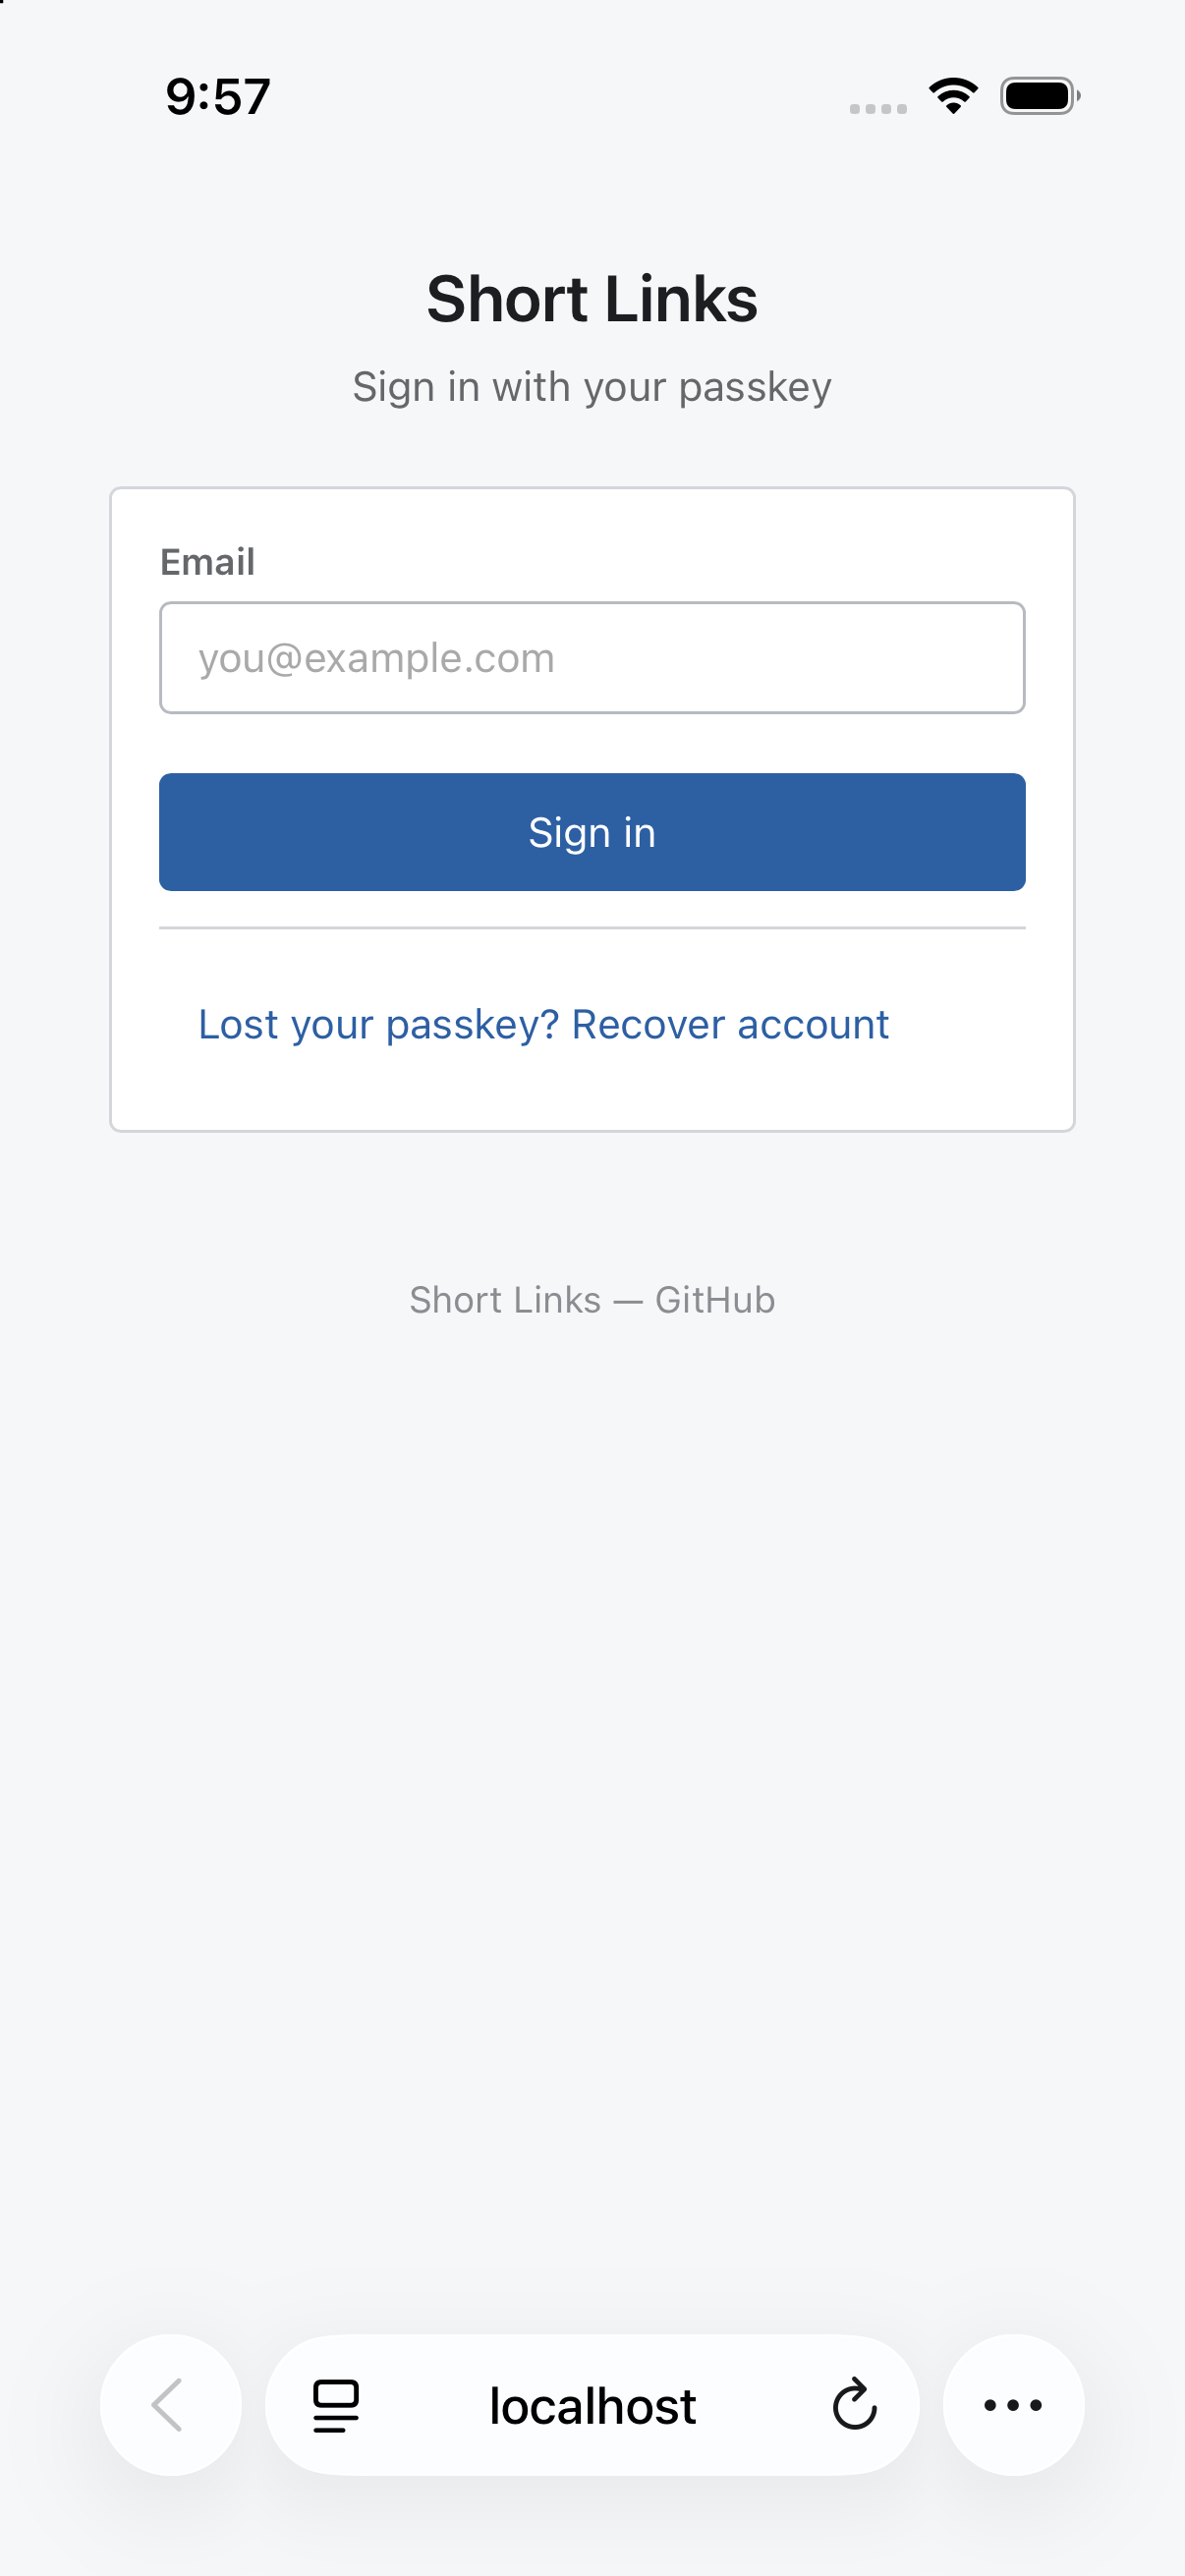 9:57
Short Links
Sign in with your passkey
Email
you@example.com
Sign in
Lost your passkey? Recover account
Short Links — GitHub
localhost